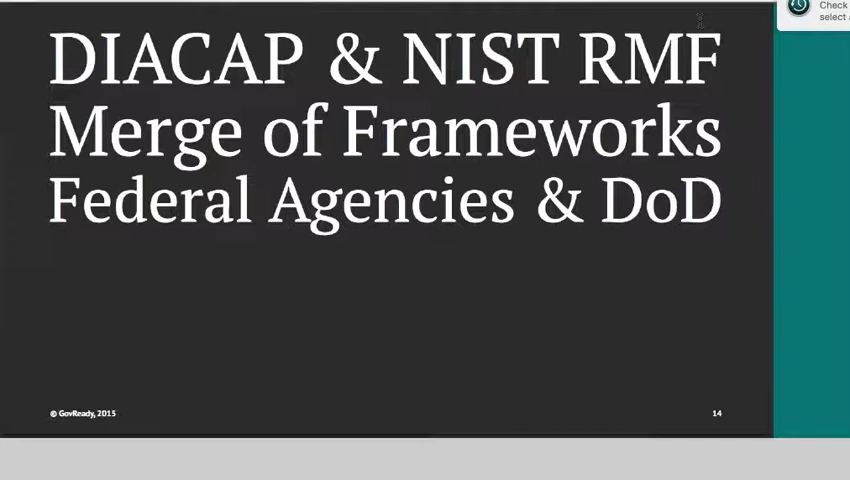 DIACAP & NIST RMF
Merge of Frameworks
Federal Agencies & DoD
© GovReady, 2015
14
Check
select